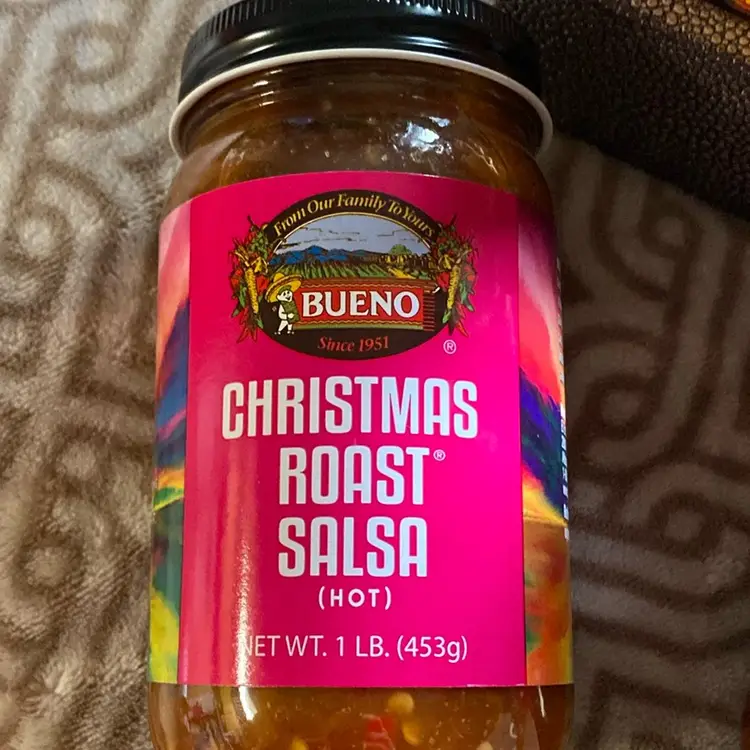 From Our Family To Yours
BUENO
Since 1951
®
CHRISTMAS
ROAST®
SALSA
(HOT)
NET WT. 1 LB. (453g)